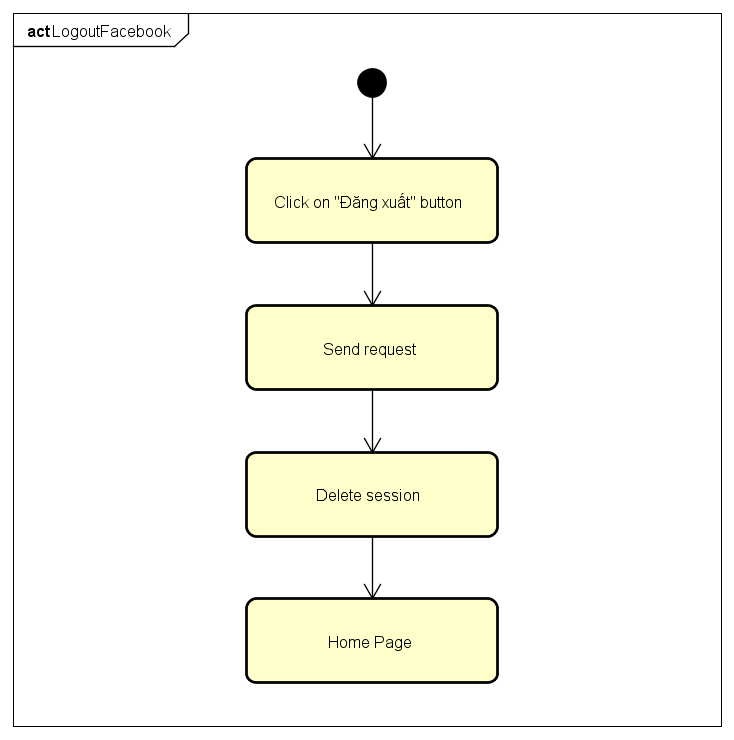 act LogoutFacebook
Click on "Đăng xuất" button
Send request
Delete session
Home Page